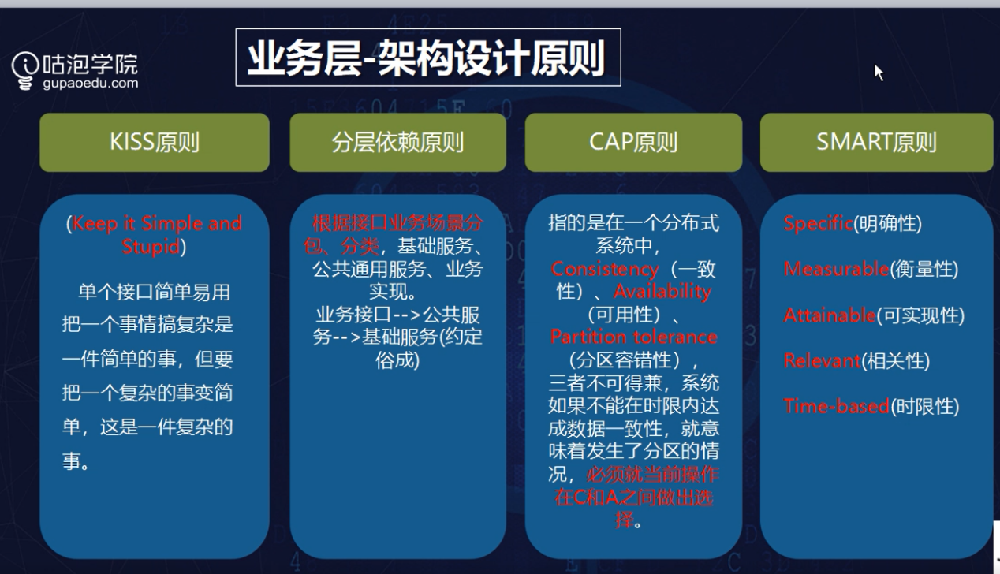 咕泡学院
gupaoedu.com
业务层-架构设计原则
KISS原则
(Keep it Simple and
Stupid)
单个接口简单易用
把一个事情搞复杂是
一件简单的事，但要
把一个复杂的事变简
单，这是一件复杂的
事。
分层依赖原则
根据接口业务场景分
包、分类，基础服务、
公共通用服务、业务
实现。
业务接口-->公共服
务-->基础服务(约定
俗成)
CAP原则
指的是在一个分布式
系统中，
Consistency（一致
性）、Availability
（可用性）、
Partition tolerance
（分区容错性），
三者不可得兼，系统
如果不能在时限内达
成数据一致性，就意
味着发生了分区的情
况，必须就当前操作
在C和A之间做出选
择。
SMART原则
Specific(明确性)
Measurable(衡量性)
Attainable(可实现性)
Relevant(相关性)
Time-based(时限性)